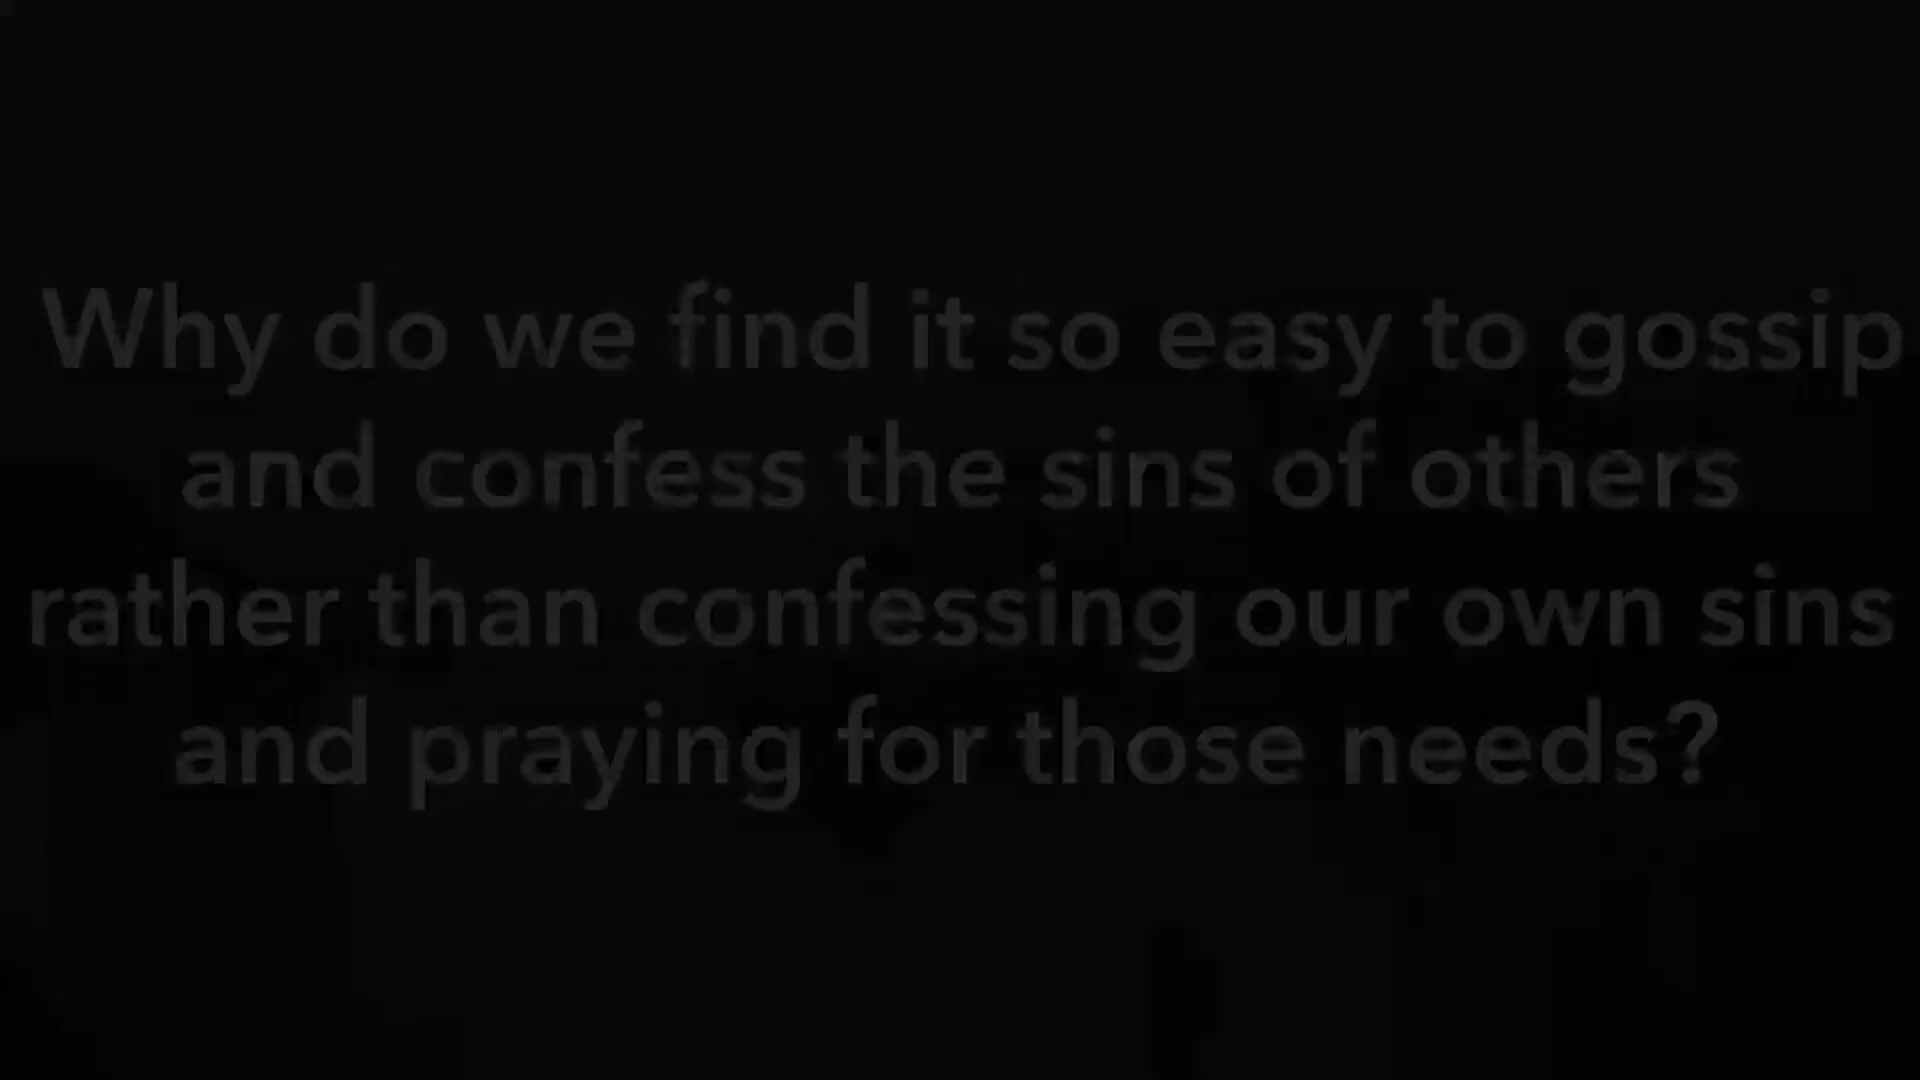 Why do we find it so easy to gossip
and confess the sins of others
rather than confessing our own sins
and praying for those needs?